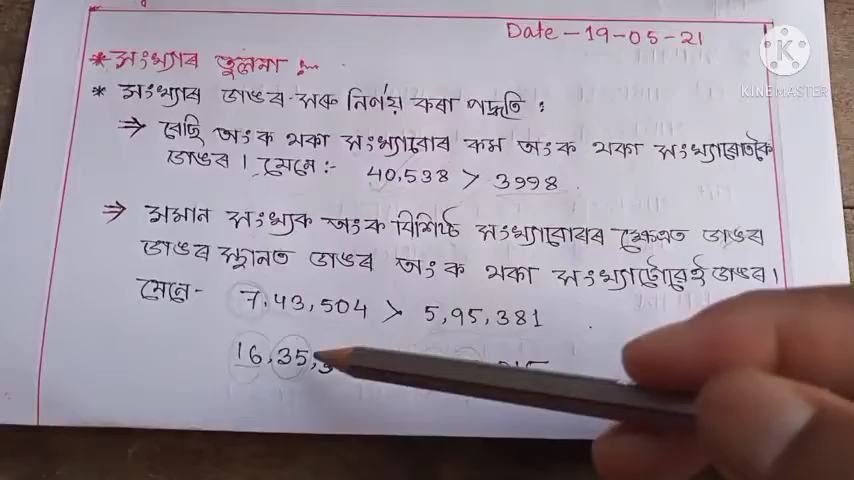 Date - 19-05-21
KINEMASTER
* সংখ্যাৰ তুলনা :-
* সংখ্যাৰ ডাঙৰ-সৰু নিৰ্ণয় কৰা পদ্ধতি :
⇒ বেছি অংক থকা সংখ্যাবোৰ কম অংক থকা সংখ্যাবোৰতকৈ
ডাঙৰ। যেনে:- 40,538 > 3998
⇒ সমান সংখ্যক অংক বিশিষ্ঠ সংখ্যাবোৰৰ ক্ষেত্ৰত ডাঙৰ
ডাঙৰ স্থানত ডাঙৰ অংক থকা সংখ্যাটোৱেই ডাঙৰ।
যেনে- 7,43,504 > 5,95,381
16,35,